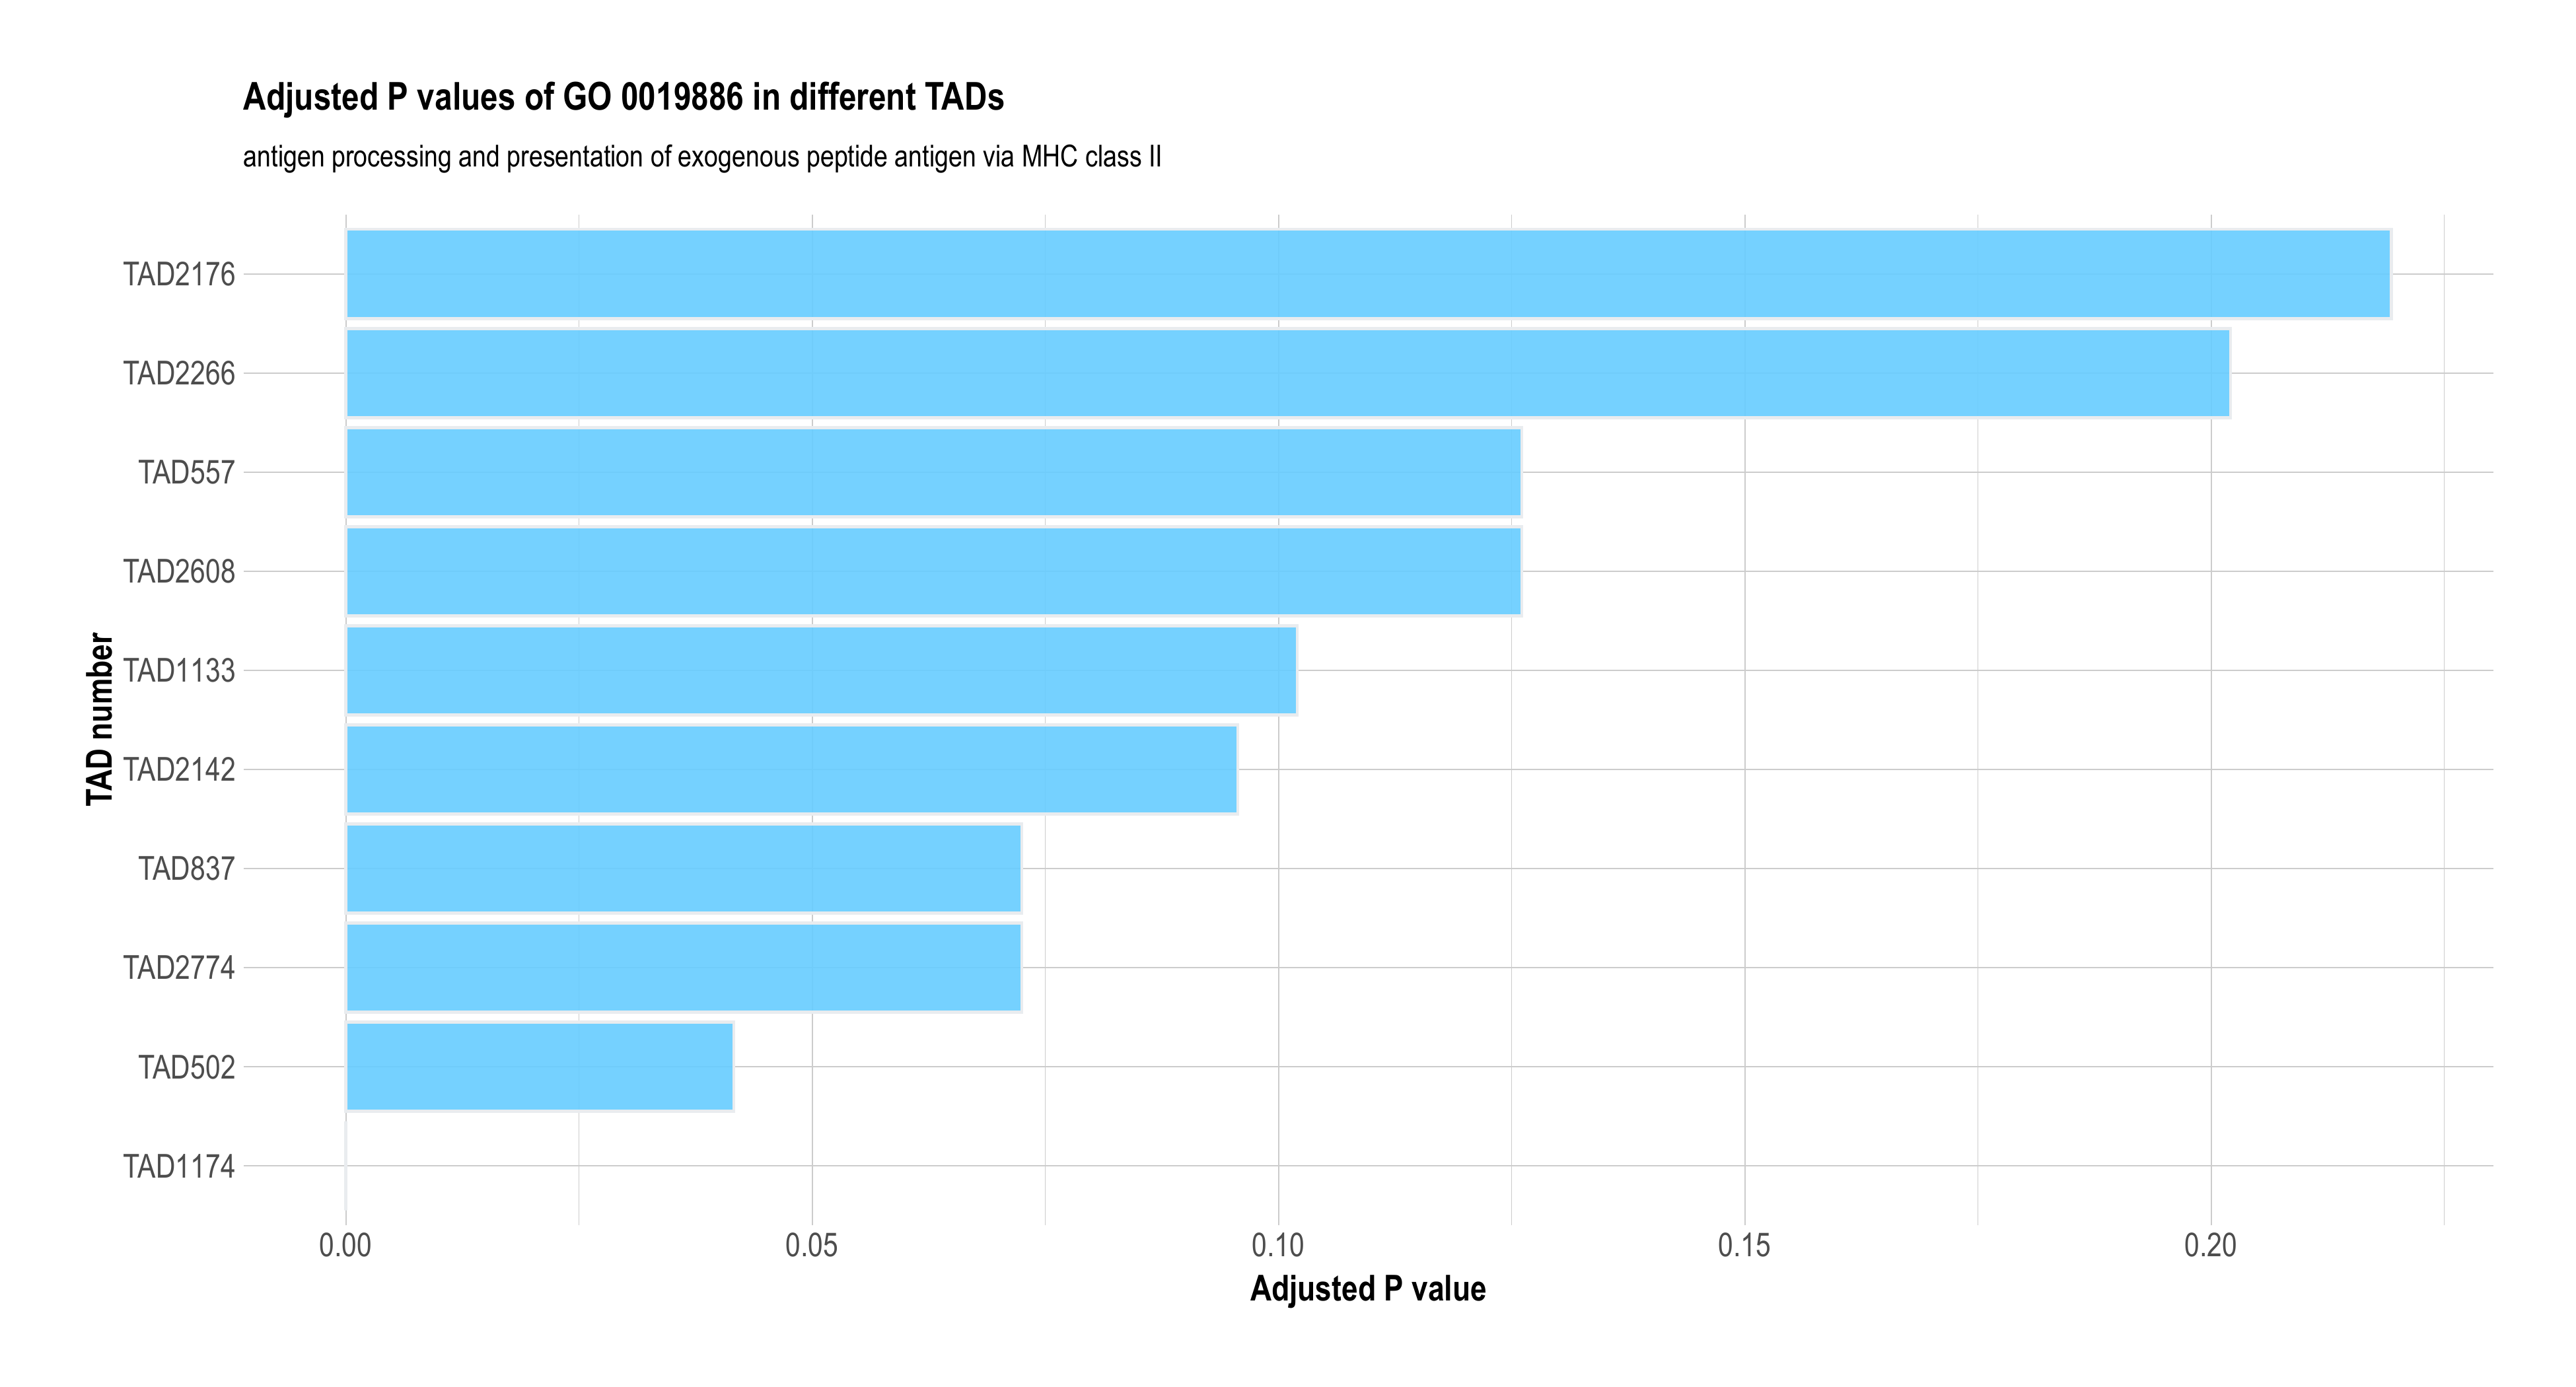 Adjusted P values of GO 0019886 in different TADs
antigen processing and presentation of exogenous peptide antigen via MHC class II
TAD number
TAD2176
TAD2266
TAD557
TAD2608
TAD1133
TAD2142
TAD837
TAD2774
TAD502
TAD1174
0.00 0.05 0.10 0.15 0.20
Adjusted P value